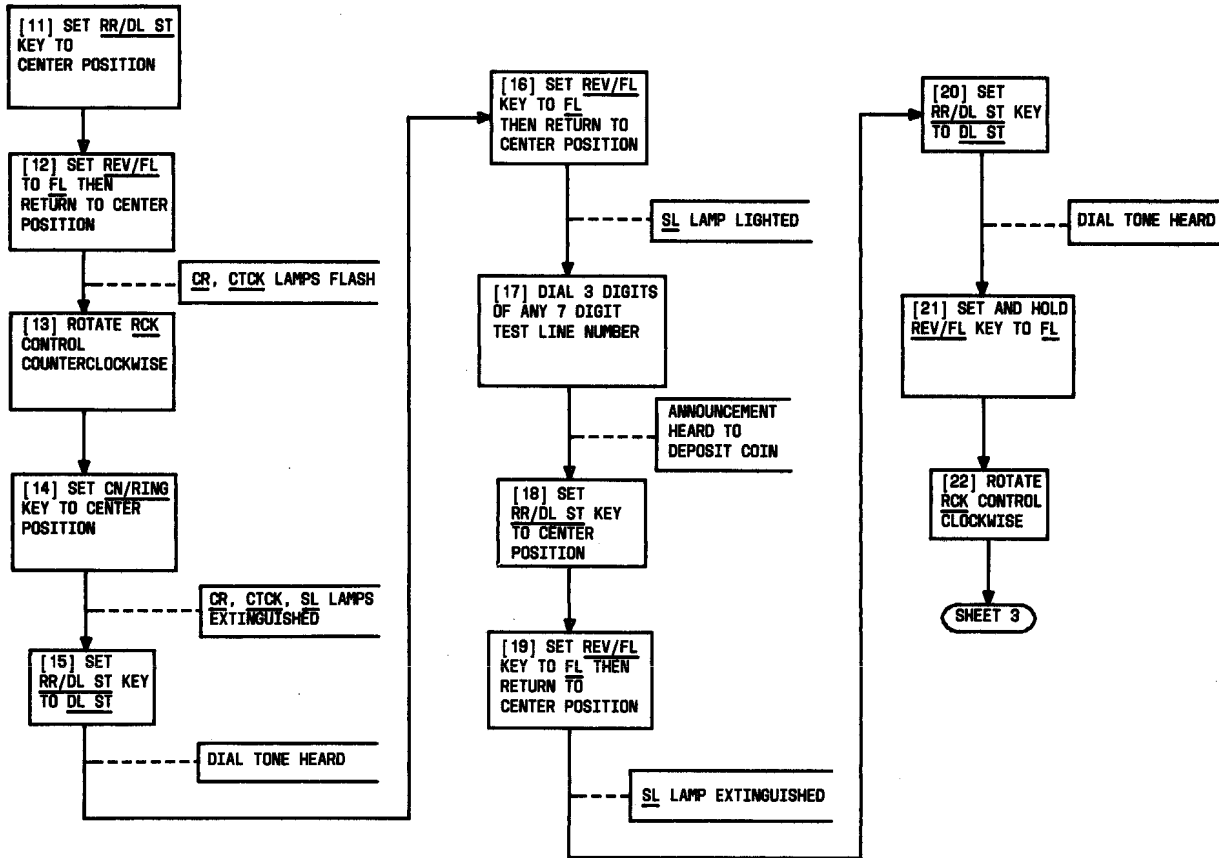 [11] SET RR/DL ST
KEY TO
CENTER POSITION
[12] SET REV/FL
TO FL THEN
RETURN TO CENTER
POSITION
CR, CTCK LAMPS FLASH
[13] ROTATE RCK
CONTROL
COUNTERCLOCKWISE
[14] SET CN/RING
KEY TO CENTER
POSITION
CR, CTCK, SL LAMPS
EXTINGUISHED
[15] SET
RR/DL ST KEY
TO DL ST
DIAL TONE HEARD
[16] SET REV/FL
KEY TO FL
THEN RETURN TO
CENTER POSITION
SL LAMP LIGHTED
[17] DIAL 3 DIGITS
OF ANY 7 DIGIT
TEST LINE NUMBER
ANNOUNCEMENT
HEARD TO
DEPOSIT COIN
[18] SET
RR/DL ST KEY
TO CENTER
POSITION
[19] SET REV/FL
KEY TO FL THEN
RETURN TO
CENTER POSITION
SL LAMP EXTINGUISHED
[20] SET
RR/DL ST KEY
TO DL ST
DIAL TONE HEARD
[21] SET AND HOLD
REV/FL KEY TO FL
[22] ROTATE
RCK CONTROL
CLOCKWISE
SHEET 3